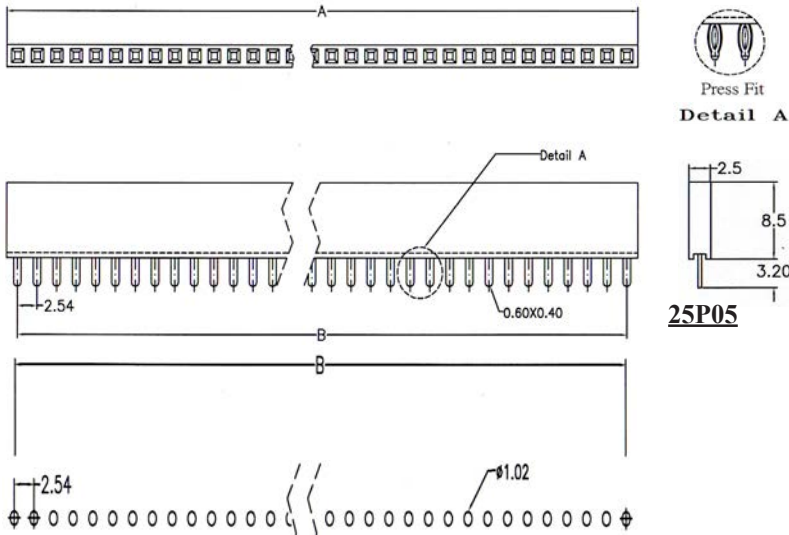 A
Press Fit
Detail A
Detail A
2.5
8.5
3.20
2.54
0.60X0.40
25P05
B
B
2.54
ø1.02